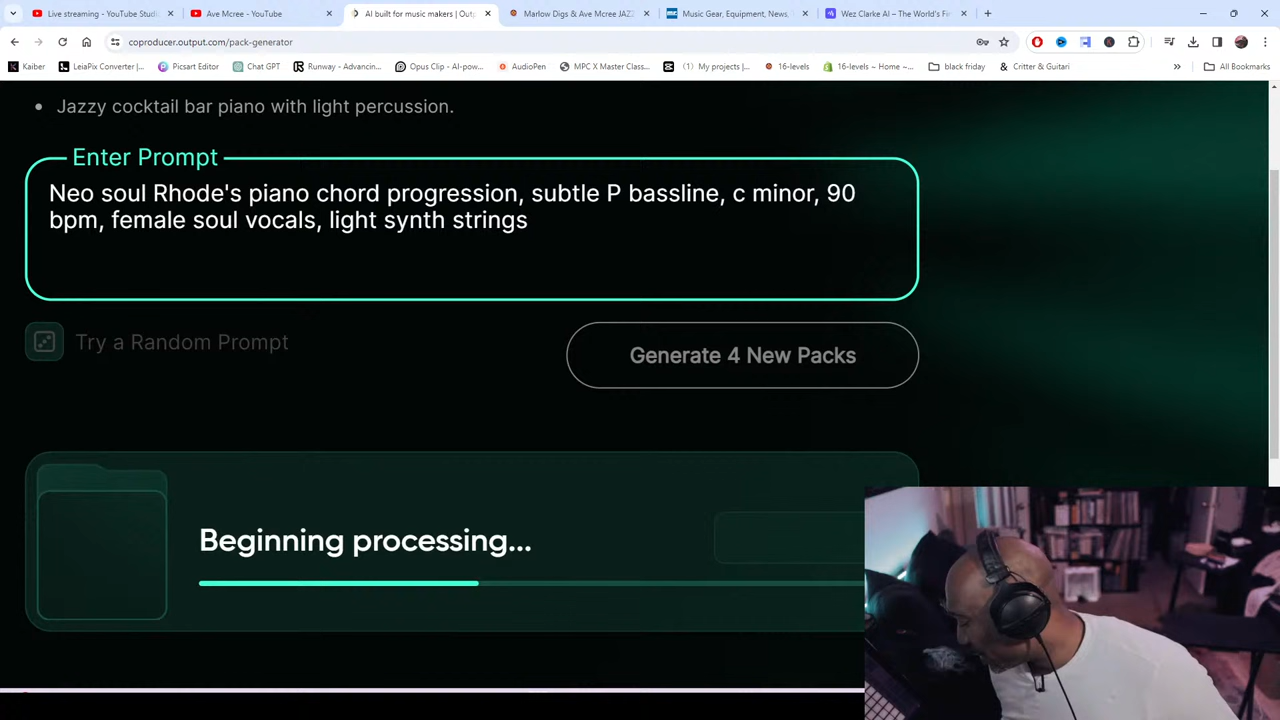 Live streaming - YouTube Studi
Ave Mcree - YouTube
AI built for music makers | Outp
Marlow Digs & Ave Mcree JAZZ
Music Gear, Equipment, News,
Wez Clarke AI – The World's Fir
coproducer.output.com/pack-generator
Kaiber
LeiaPix Converter |...
Picsart Editor
Chat GPT
Runway - Advancin...
Opus Clip - AI-pow...
AudioPen
MPC X Master Class...
(1) My projects |...
16-levels
16-levels ~ Home ~...
black friday
Critter & Guitari
»
All Bookmarks
• Jazzy cocktail bar piano with light percussion.
Enter Prompt
Neo soul Rhode's piano chord progression, subtle P bassline, c minor, 90
bpm, female soul vocals, light synth strings
Try a Random Prompt
Generate 4 New Packs
Beginning processing...